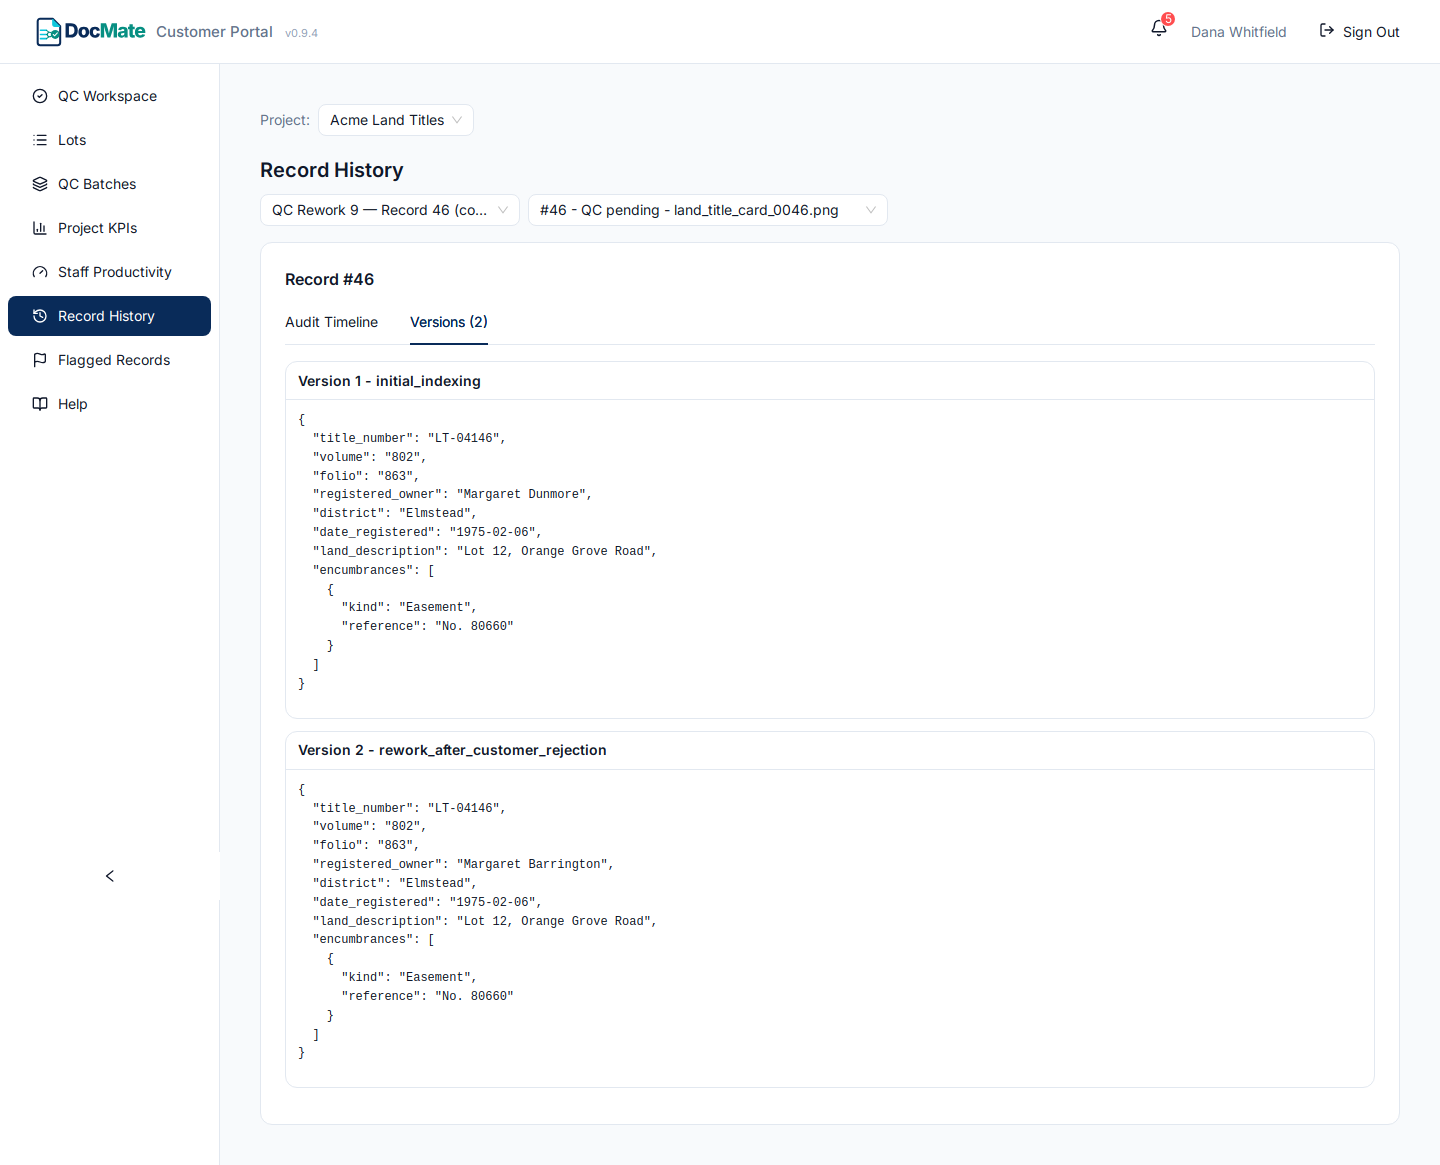 DocMate Customer Portal v0.9.4
5
Dana Whitfield
Sign Out
QC Workspace
Lots
QC Batches
Project KPIs
Staff Productivity
Record History
Flagged Records
Help
Project: Acme Land Titles
Record History
QC Rework 9 — Record 46 (co...
#46 - QC pending - land_title_card_0046.png
Record #46
Audit Timeline
Versions (2)
Version 1 - initial_indexing
{
  "title_number": "LT-04146",
  "volume": "802",
  "folio": "863",
  "registered_owner": "Margaret Dunmore",
  "district": "Elmstead",
  "date_registered": "1975-02-06",
  "land_description": "Lot 12, Orange Grove Road",
  "encumbrances": [
    {
      "kind": "Easement",
      "reference": "No. 80660"
    }
  ]
}
Version 2 - rework_after_customer_rejection
{
  "title_number": "LT-04146",
  "volume": "802",
  "folio": "863",
  "registered_owner": "Margaret Barrington",
  "district": "Elmstead",
  "date_registered": "1975-02-06",
  "land_description": "Lot 12, Orange Grove Road",
  "encumbrances": [
    {
      "kind": "Easement",
      "reference": "No. 80660"
    }
  ]
}